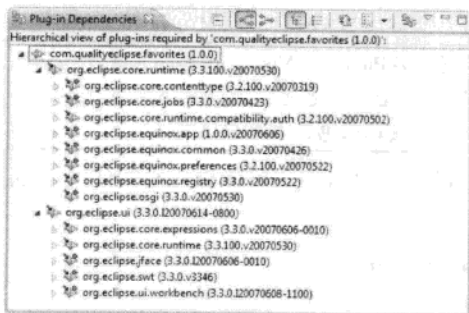 Plug-in Dependencies
Hierarchical view of plug-ins required by 'com.qualityeclipse.favorites (1.0.0)':
com.qualityeclipse.favorites (1.0.0)
org.eclipse.core.runtime (3.3.100.v20070530)
org.eclipse.core.contenttype (3.2.100.v20070319)
org.eclipse.core.jobs (3.3.0.v20070423)
org.eclipse.core.runtime.compatibility.auth (3.2.100.v20070502)
org.eclipse.equinox.app (1.0.0.v20070606)
org.eclipse.equinox.common (3.3.0.v20070426)
org.eclipse.equinox.preferences (3.2.100.v20070522)
org.eclipse.equinox.registry (3.3.0.v20070522)
org.eclipse.osgi (3.3.0.v20070530)
org.eclipse.ui (3.3.0.I20070614-0800)
org.eclipse.core.expressions (3.3.0.v20070606-0010)
org.eclipse.core.runtime (3.3.100.v20070530)
org.eclipse.jface (3.3.0.I20070606-0010)
org.eclipse.swt (3.3.0.v3346)
org.eclipse.ui.workbench (3.3.0.I20070608-1100)